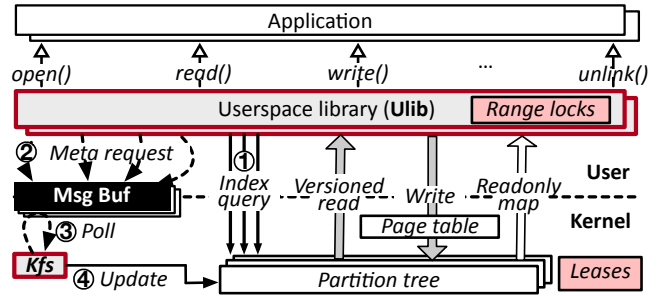 Application
open()
read()
write()
...
unlink()
Userspace library (Ulib)
Range locks
② Meta request
①
Index query
Versioned read
Write
Readonly map
User
Msg Buf
Kernel
③ Poll
Page table
Kfs
④ Update
Partition tree
Leases